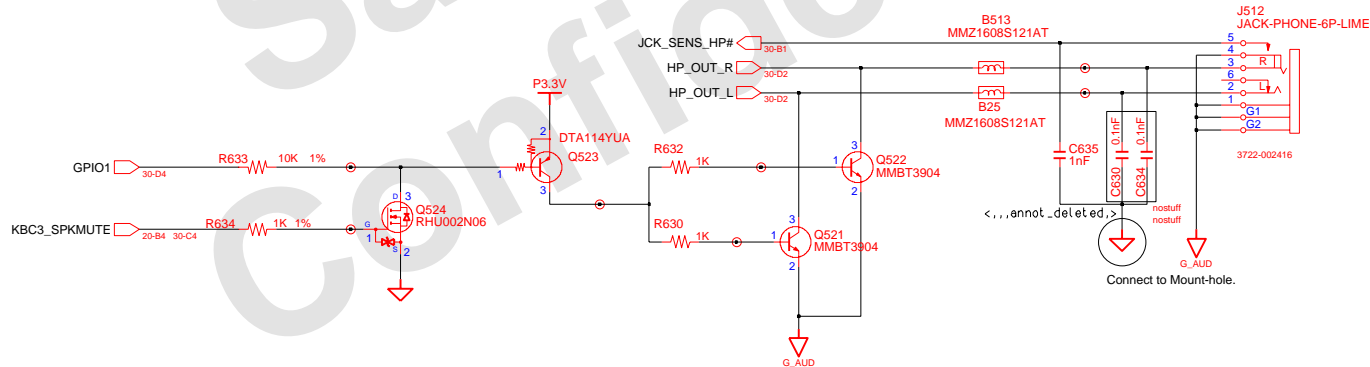 Sa
Confide
B513
MMZ1608S121AT
J512
JACK-PHONE-6P-LIME
JCK_SENS_HP#
30-B1
5
4
HP_OUT_R
30-D2
3
R
6
HP_OUT_L
30-D2
2
L
1
G1
G2
B25
MMZ1608S121AT
3722-002416
P3.3V
2
DTA114YUA
Q523
1
3
GPIO1
30-D4
R633
10K 1%
R632
1K
1
Q522
MMBT3904
3
2
C635
1nF
0.1nF
0.1nF
C630
C634
nostuff
nostuff
D
3
Q524
RHU002N06
G
1
S
2
KBC3_SPKMUTE
20-B4 30-C4
R634
1K 1%
R630
1K
1
3
Q521
MMBT3904
2
<,,,annot_deleted,>
G_AUD
Connect to Mount-hole.
G_AUD